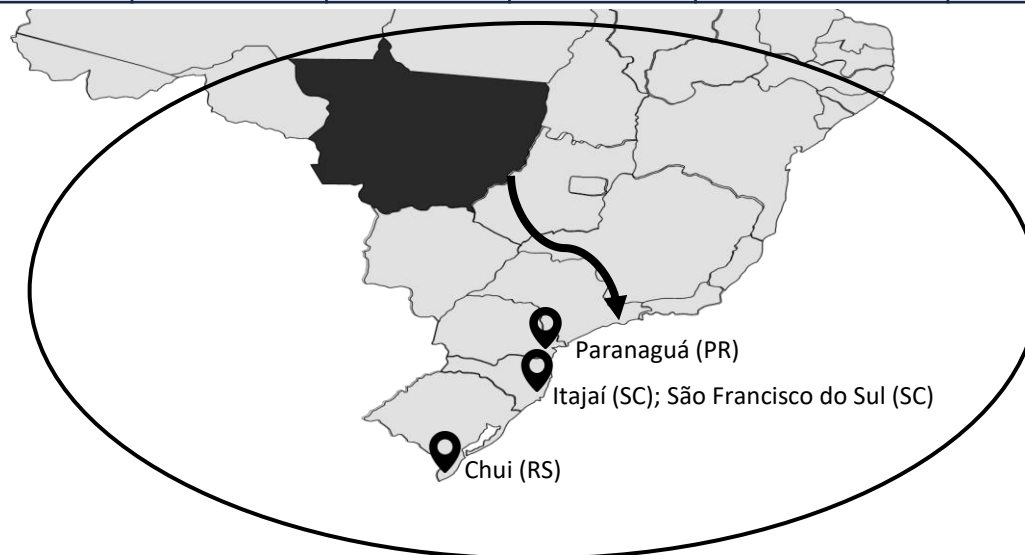 Paranaguá (PR)
Itajaí (SC); São Francisco do Sul (SC)
Chui (RS)